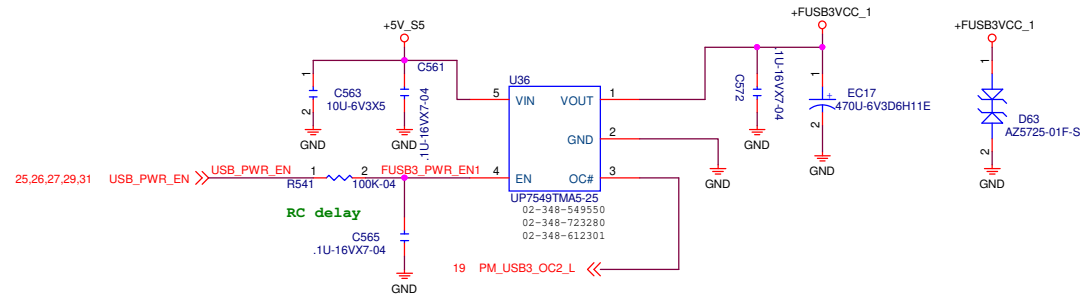 +5V_S5
+FUSB3VCC_1
+FUSB3VCC_1
1
C563
10U-6V3X5
2
GND
C561
.1U-16VX7-04
GND
U36
5 VIN
VOUT 1
GND 2
4 EN
OC# 3
UP7549TMA5-25
02-348-549550
02-348-723280
02-348-612301
GND
C572
.1U-16VX7-04
GND
1
+
EC17
470U-6V3D6H11E
2
GND
1
D63
AZ5725-01F-S
2
GND
25,26,27,29,31 USB_PWR_EN
USB_PWR_EN
1 2
R541 100K-04
FUSB3_PWR_EN1
RC delay
C565
.1U-16VX7-04
GND
19 PM_USB3_OC2_L